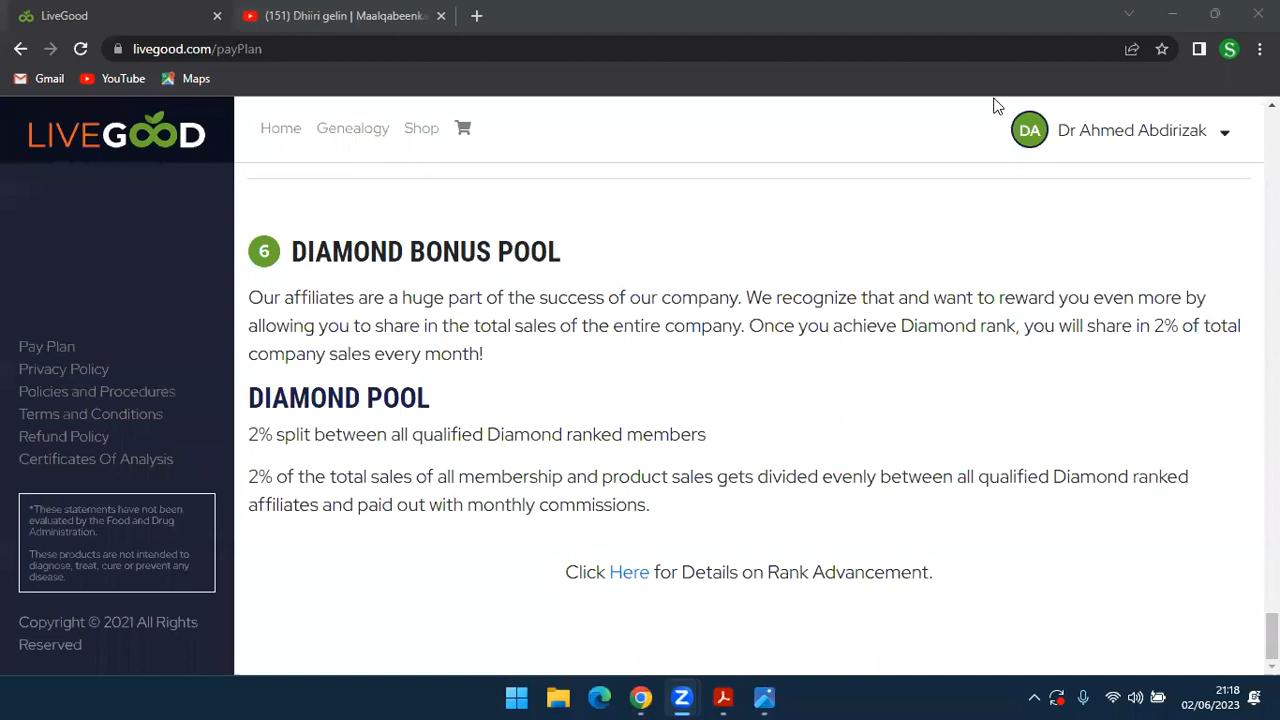 LiveGood
(151) Dhiiri gelin | Maalqabeenka
livegood.com/payPlan
S
Gmail
YouTube
Maps
LIVEGOOD
Home
Genealogy
Shop
DA
Dr Ahmed Abdirizak
6 DIAMOND BONUS POOL
Our affiliates are a huge part of the success of our company. We recognize that and want to reward you even more by
allowing you to share in the total sales of the entire company. Once you achieve Diamond rank, you will share in 2% of total
company sales every month!
DIAMOND POOL
2% split between all qualified Diamond ranked members
2% of the total sales of all membership and product sales gets divided evenly between all qualified Diamond ranked
affiliates and paid out with monthly commissions.
Click Here for Details on Rank Advancement.
Pay Plan
Privacy Policy
Policies and Procedures
Terms and Conditions
Refund Policy
Certificates Of Analysis
*These statements have not been
evaluated by the Food and Drug
Administration.
These products are not intended to
diagnose, treat, cure or prevent any
disease.
Copyright © 2021 All Rights
Reserved
21:18
02/06/2023